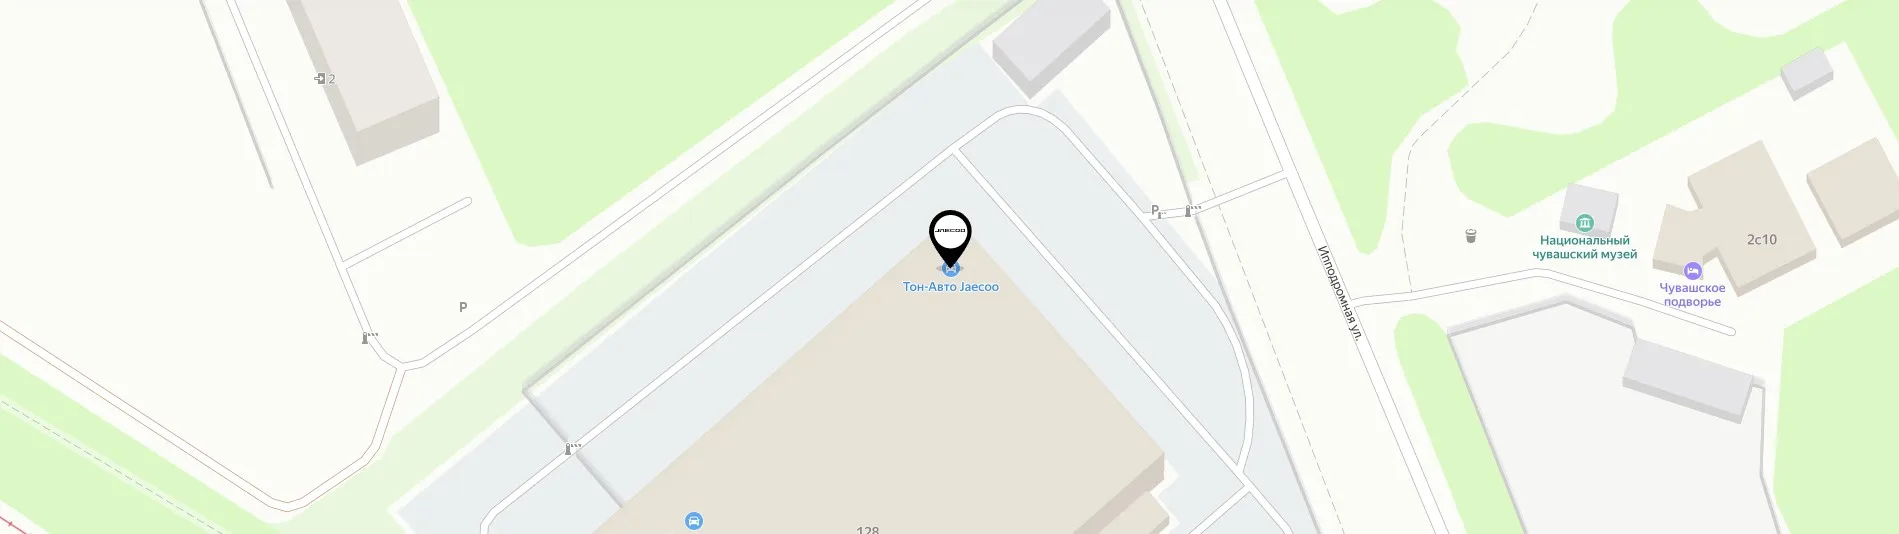 2
P
JAECOO
Тон-Авто Jaecoo
P
Ипподромная ул.
Национальный
чувашский музей
2с10
Чувашское
подворье
P
128